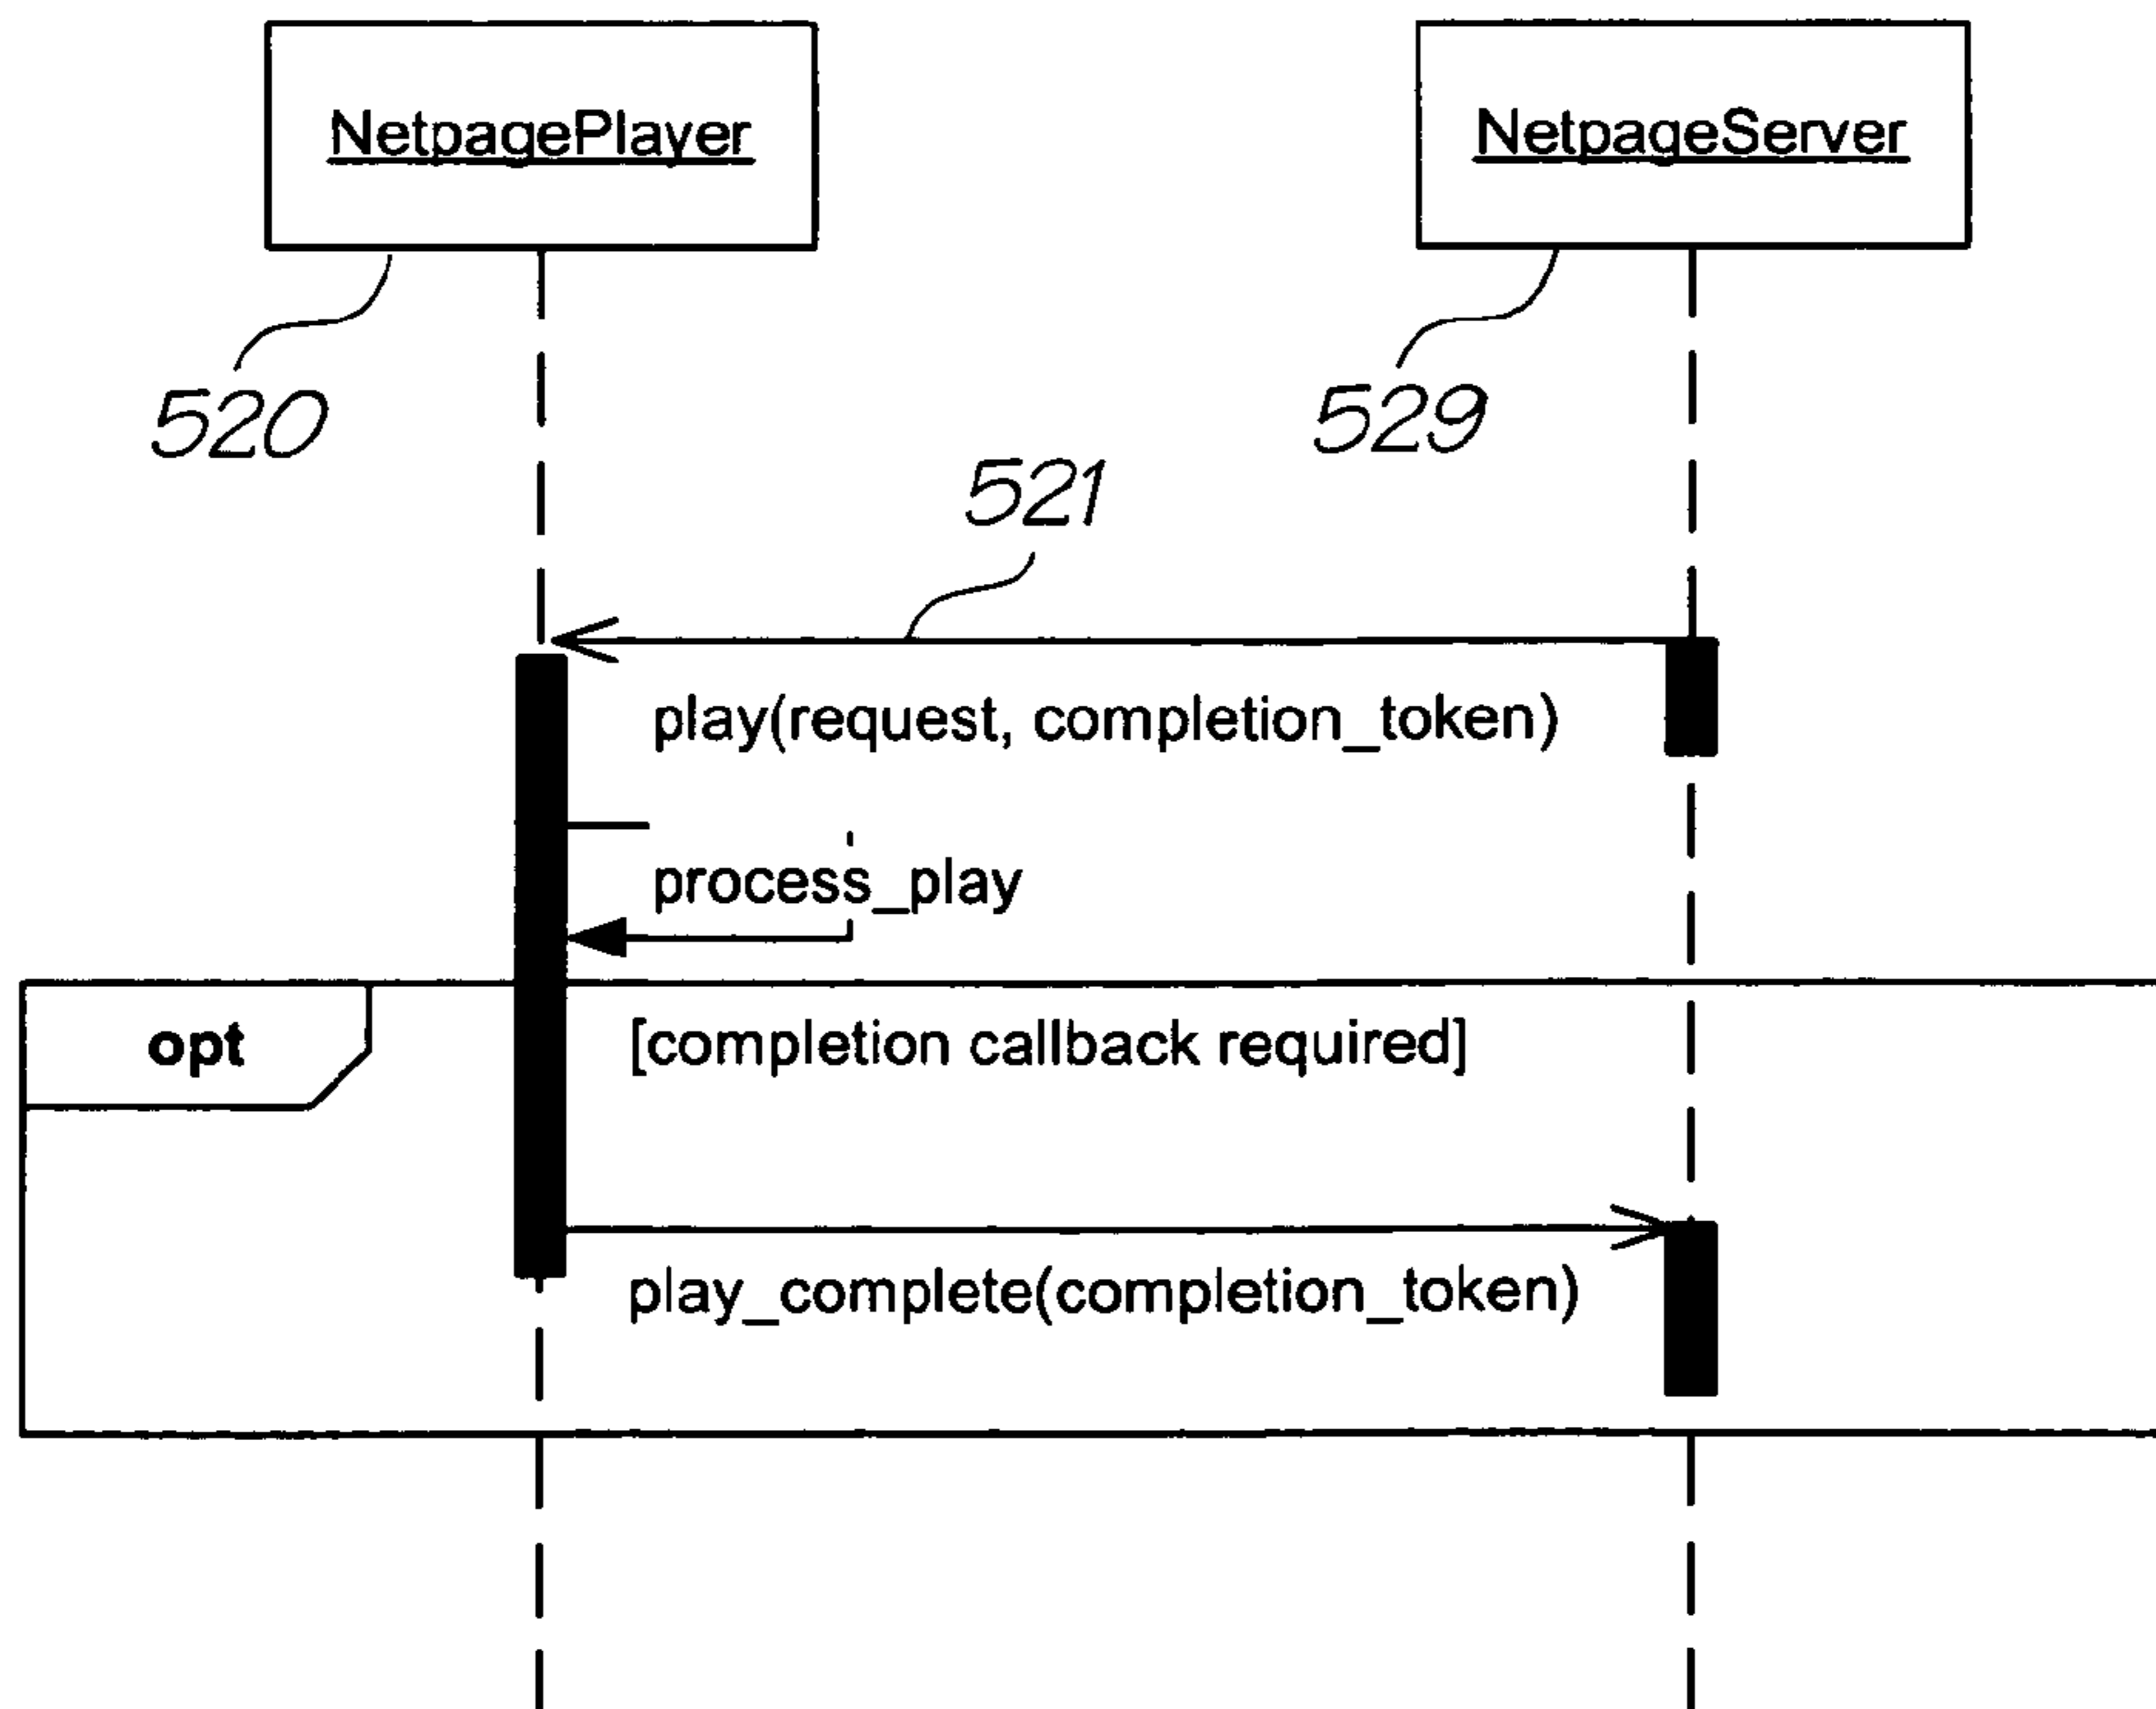 NetpagePlayer
NetpageServer
520
529
521
play(request, completion_token)
process_play
opt
[completion callback required]
play_complete(completion_token)